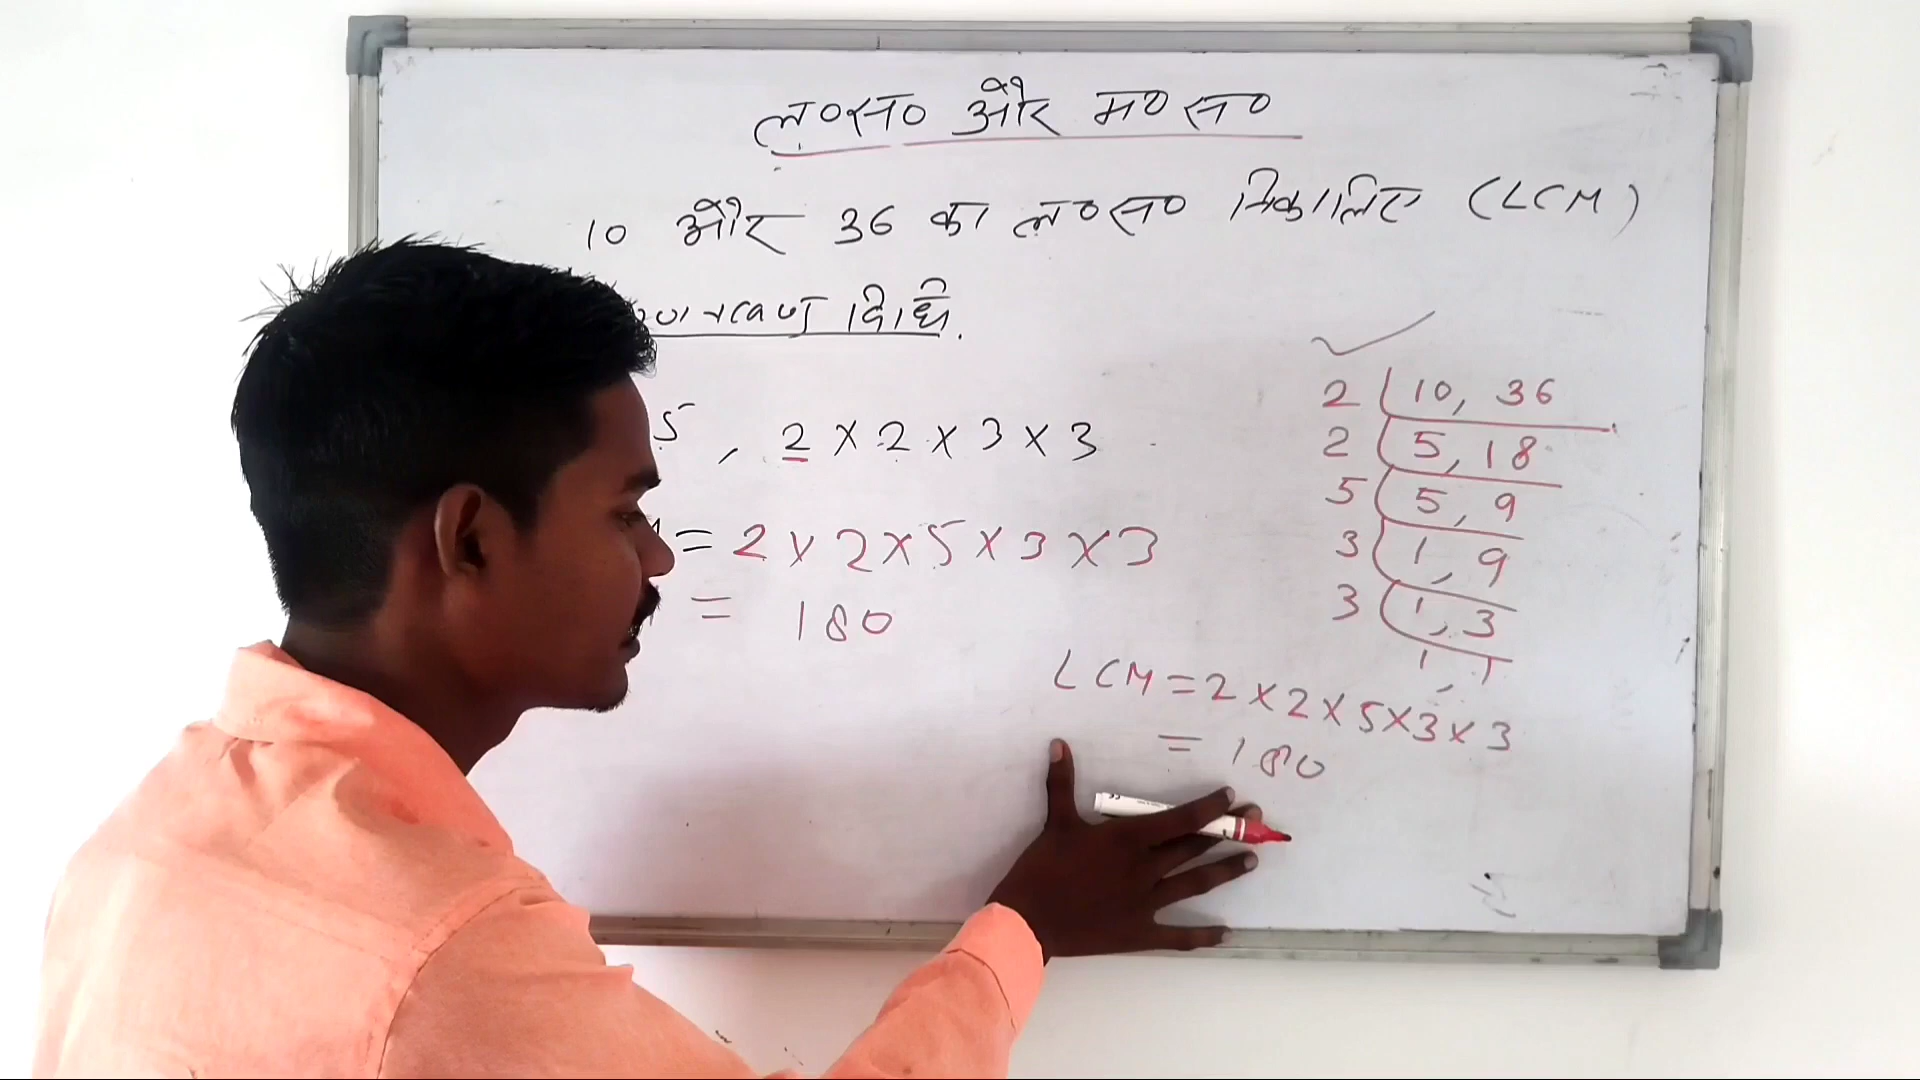 ल०स० और म०स०
10 और 36 का ल०स० निकालिए (LCM)
विधि.
5, 2 × 2 × 3 × 3
= 2 × 2 × 5 × 3 × 3
= 180
2 10, 36
2 5, 18
5 5, 9
3 1, 9
3 1, 3
1, 1
LCM = 2 × 2 × 5 × 3 × 3
= 180